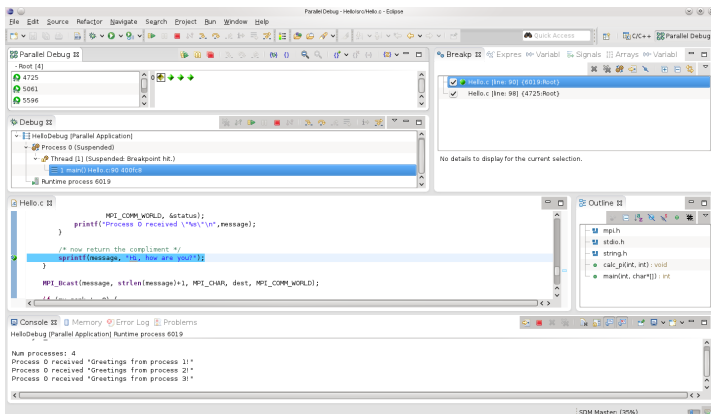 Parallel Debug - Hello/src/Hello.c - Eclipse
File Edit Source Refactor Navigate Search Project Run Window Help
Quick Access
C/C++ Parallel Debug
Parallel Debug
- Root [4]
4725
5061
5596
0
Breakp Expres Variabl Signals Arrays Variabl
Hello.c [line: 90] {6019:Root}
Hello.c [line: 98] {4725:Root}
No details to display for the current selection.
Debug
HelloDebug [Parallel Application]
Process 0 (Suspended)
Thread [1] (Suspended: Breakpoint hit.)
1 main() Hello.c:90 400fc9
Runtime process 6019
Hello.c
MPI_COMM_WORLD, &status);
printf("Process 0 received \"%s\"\n",message);
}
/* now return the compliment */
sprintf(message, "Hi, how are you?");
}
MPI_Bcast(message, strlen(message)+1, MPI_CHAR, dest, MPI_COMM_WORLD);
Outline
mpi.h
stdio.h
string.h
calc_pi(int, int) : void
main(int, char*[]) : int
Console Memory Error Log Problems
HelloDebug [Parallel Application] Runtime process 6019
Num processes: 4
Process 0 received "Greetings from process 1!"
Process 0 received "Greetings from process 2!"
Process 0 received "Greetings from process 3!"
SDM Master: (35%)